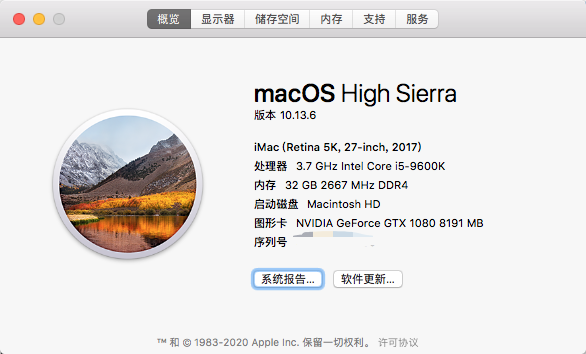 概览 显示器 储存空间 内存 支持 服务
macOS High Sierra
版本 10.13.6
iMac (Retina 5K, 27-inch, 2017)
处理器 3.7 GHz Intel Core i5-9600K
内存 32 GB 2667 MHz DDR4
启动磁盘 Macintosh HD
图形卡 NVIDIA GeForce GTX 1080 8191 MB
序列号
系统报告... 软件更新...
™ 和 © 1983-2020 Apple Inc. 保留一切权利。 许可协议